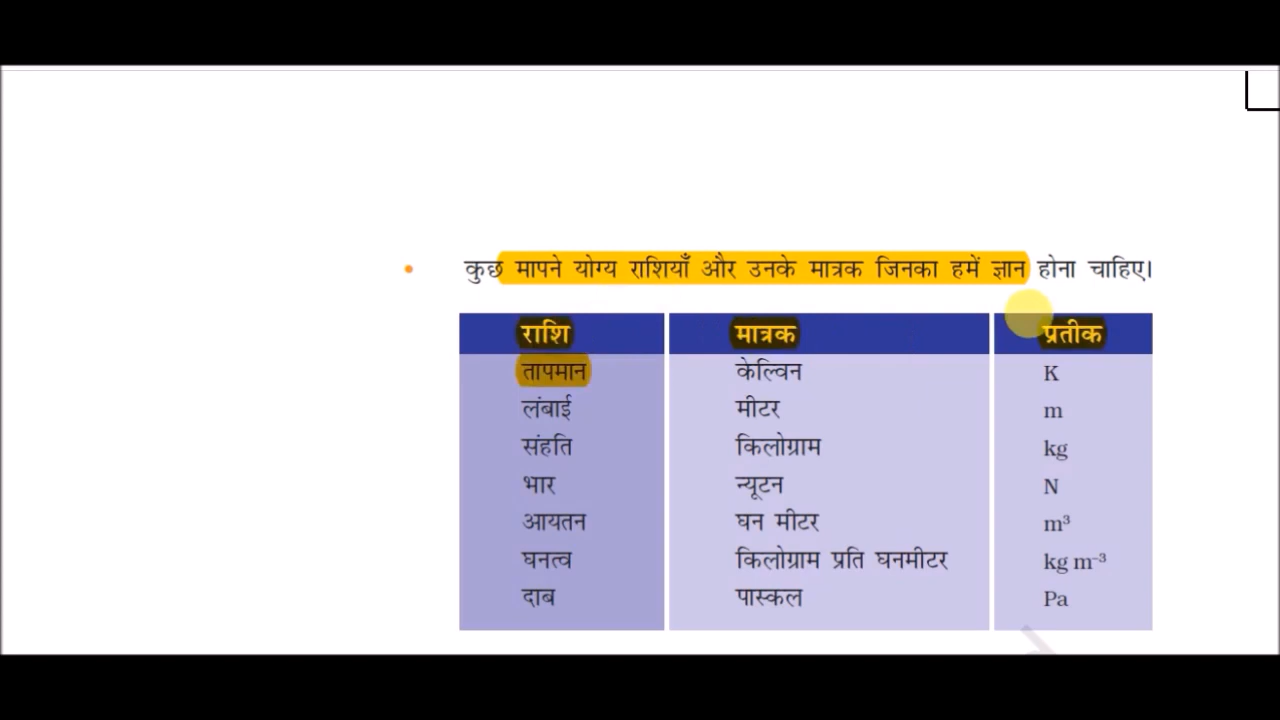 कुछ मापने योग्य राशियाँ और उनके मात्रक जिनका हमें ज्ञान होना चाहिए।
राशि मात्रक प्रतीक
तापमान केल्विन K
लंबाई मीटर m
संहति किलोग्राम kg
भार न्यूटन N
आयतन घन मीटर m³
घनत्व किलोग्राम प्रति घनमीटर kg m⁻³
दाब पास्कल Pa